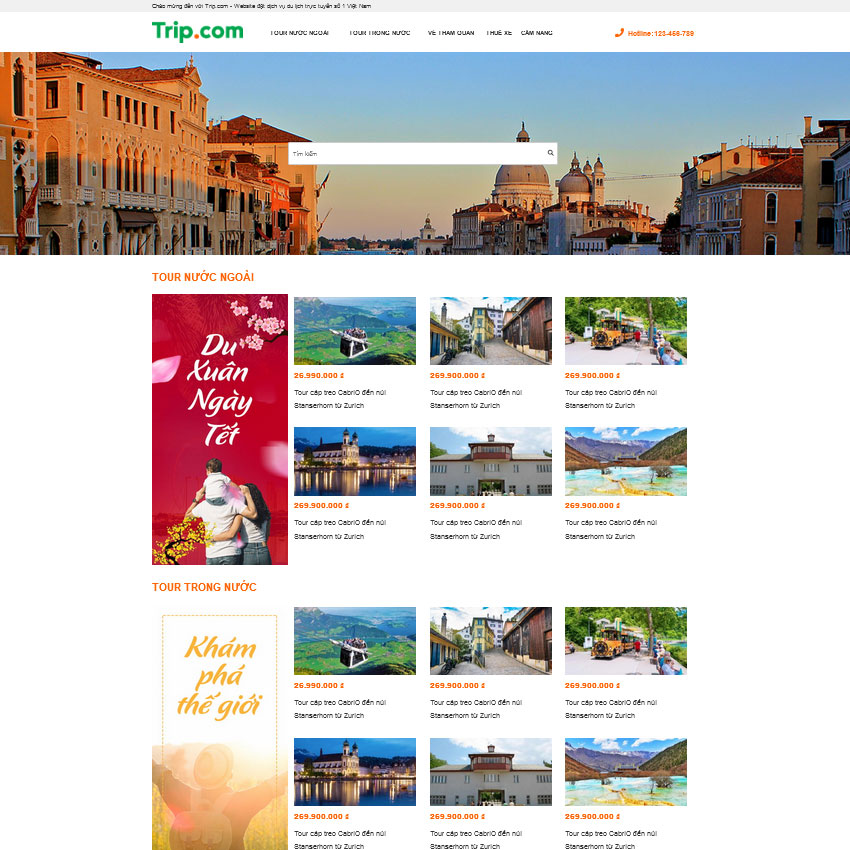 Chào mừng đến với Trip.com - Website đặt dịch vụ du lịch trực tuyến số 1 Việt Nam
Trip.com
TOUR NƯỚC NGOÀI
TOUR TRONG NƯỚC
VÉ THAM QUAN
THUÊ XE
CẨM NANG
Hotline: 123-456-789
Tìm kiếm
TOUR NƯỚC NGOÀI
Du
Xuân
Ngày
Tết
26.990.000 ₫
269.900.000 ₫
269.900.000 ₫
Tour cáp treo CabriO đến núi
Stanserhorn từ Zurich
Tour cáp treo CabriO đến núi
Stanserhorn từ Zurich
Tour cáp treo CabriO đến núi
Stanserhorn từ Zurich
269.900.000 ₫
269.900.000 ₫
269.900.000 ₫
Tour cáp treo CabriO đến núi
Stanserhorn từ Zurich
Tour cáp treo CabriO đến núi
Stanserhorn từ Zurich
Tour cáp treo CabriO đến núi
Stanserhorn từ Zurich
TOUR TRONG NƯỚC
Khám
phá
thế giới
26.990.000 ₫
269.900.000 ₫
269.900.000 ₫
Tour cáp treo CabriO đến núi
Stanserhorn từ Zurich
Tour cáp treo CabriO đến núi
Stanserhorn từ Zurich
Tour cáp treo CabriO đến núi
Stanserhorn từ Zurich
269.900.000 ₫
269.900.000 ₫
269.900.000 ₫
Tour cáp treo CabriO đến núi
Stanserhorn từ Zurich
Tour cáp treo CabriO đến núi
Stanserhorn từ Zurich
Tour cáp treo CabriO đến núi
Stanserhorn từ Zurich